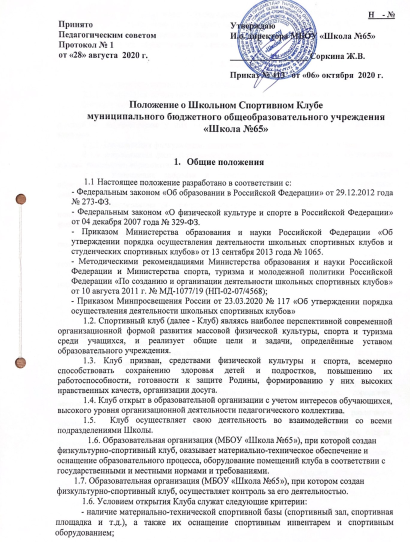 Н - №
Принято
Педагогическим советом
Протокол № 1
от «28» августа 2020 г.
Утверждаю
И.о. директора МБОУ «Школа №65»
Соркина Ж.В.
Приказ № от «06» октября 2020 г.
Положение о Школьном Спортивном Клубе
муниципального бюджетного общеобразовательного учреждения
«Школа №65»
1. Общие положения
1.1 Настоящее положение разработано в соответствии с:
- Федеральным законом «Об образовании в Российской Федерации» от 29.12.2012 года
№ 273-ФЗ.
- Федеральным законом «О физической культуре и спорте в Российской Федерации»
от 04 декабря 2007 года № 329-ФЗ.
- Приказом Министерства образования и науки Российской Федерации «Об
утверждении порядка осуществления деятельности школьных спортивных клубов и
студенческих спортивных клубов» от 13 сентября 2013 года № 1065.
- Методическими рекомендациями Министерства образования и науки Российской
Федерации и Министерства спорта, туризма и молодежной политики Российской
Федерации «По созданию и организации деятельности школьных спортивных клубов»
от 10 августа 2011 г. № МД-1077/19 (НП-02-07/4568);
- Приказом Минпросвещения России от 23.03.2020 № 117 «Об утверждении порядка
осуществления деятельности школьных спортивных клубов»
1.2. Спортивный клуб (далее - Клуб) являясь наиболее перспективной современной
организационной формой развития массовой физической культуры, спорта и туризма
среди учащихся, и реализует общие цели и задачи, определённые уставом
образовательного учреждения.
1.3. Клуб призван, средствами физической культуры и спорта, всемерно
способствовать сохранению здоровья детей и подростков, повышению их
работоспособности, готовности к защите Родины, формированию у них высоких
нравственных качеств, организации досуга.
1.4. Клуб открыт в образовательной организации с учетом интересов обучающихся,
высокого уровня организационной деятельности педагогического коллектива.
1.5. Клуб осуществляет свою деятельность во взаимодействии со всеми
подразделениями Школы.
1.6. Образовательная организация (МБОУ «Школа №65»), при которой создан
физкультурно-спортивный клуб, оказывает материально-техническое обеспечение и
оснащение образовательного процесса, оборудование помещений клуба в соответствии с
государственными и местными нормами и требованиями.
1.7. Образовательная организация (МБОУ «Школа №65»), при котором создан
физкультурно-спортивный клуб, осуществляет контроль за его деятельностью.
1.6. Условием открытия Клуба служат следующие критерии:
- наличие материально-технической спортивной базы (спортивный зал, спортивная
площадка и т.д.), а также их оснащение спортивным инвентарем и спортивным
оборудованием;